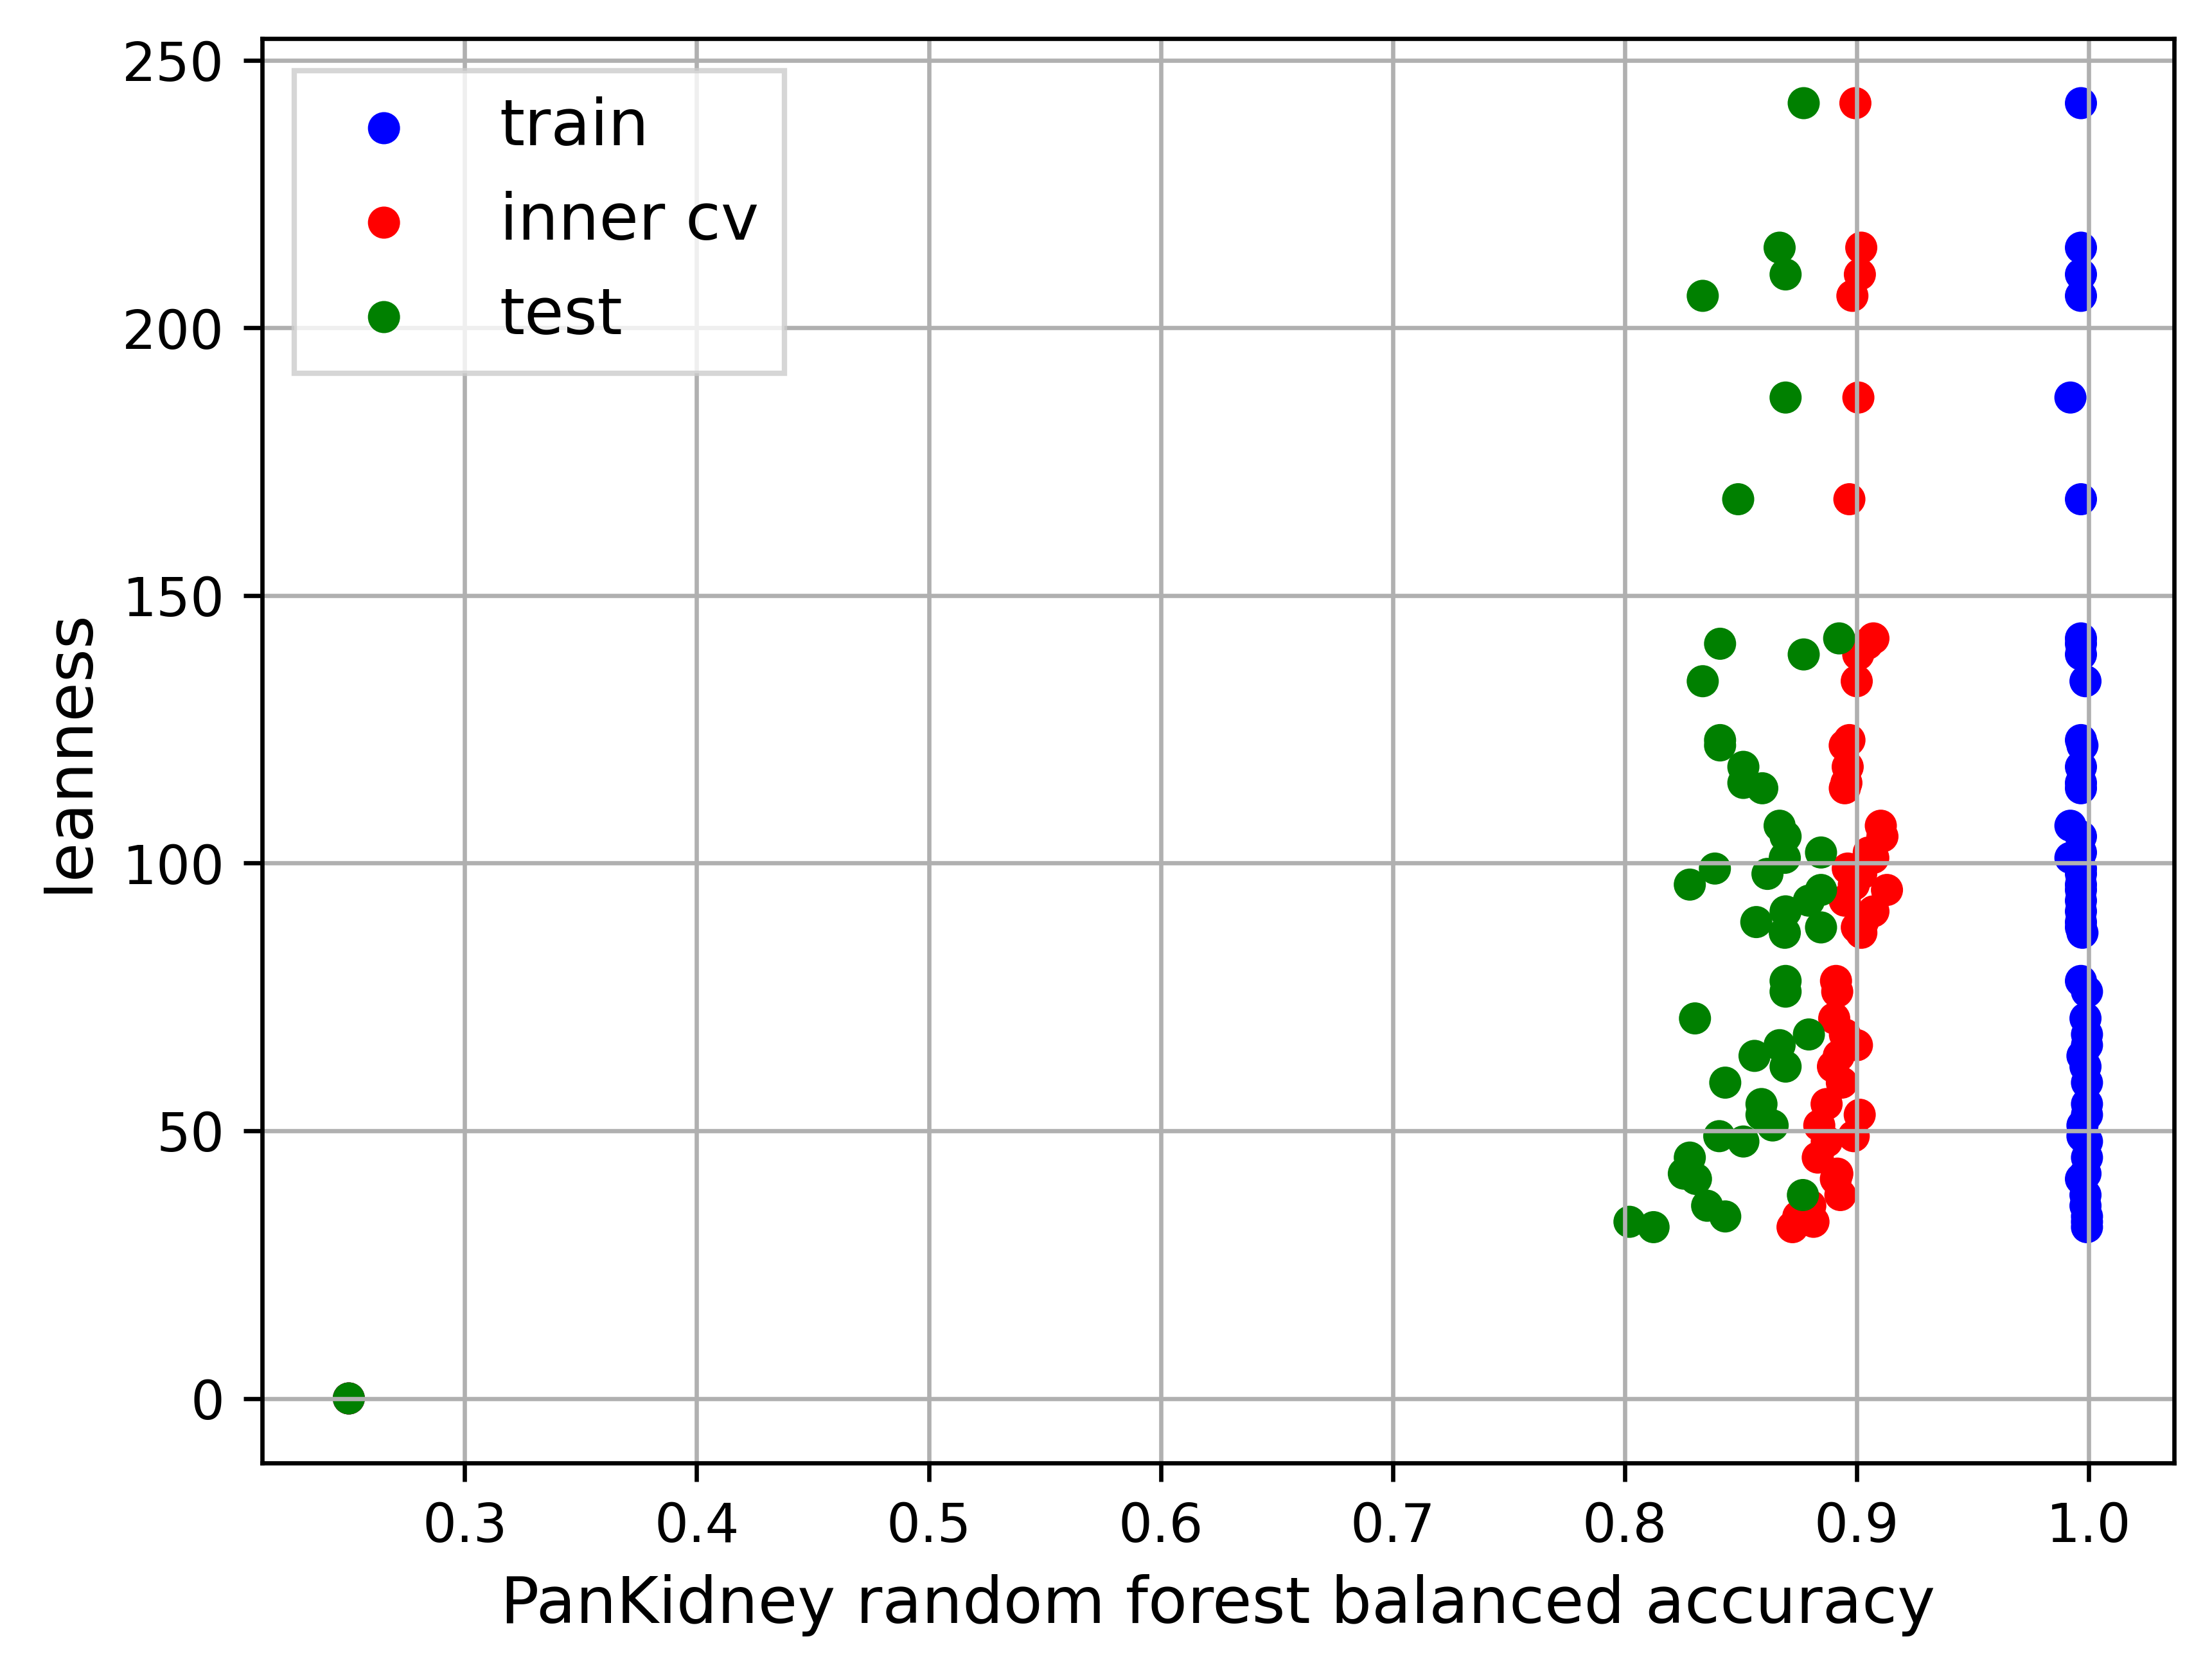 250
200
150
100
50
0
leanness
train
inner cv
test
0.3 0.4 0.5 0.6 0.7 0.8 0.9 1.0
PanKidney random forest balanced accuracy